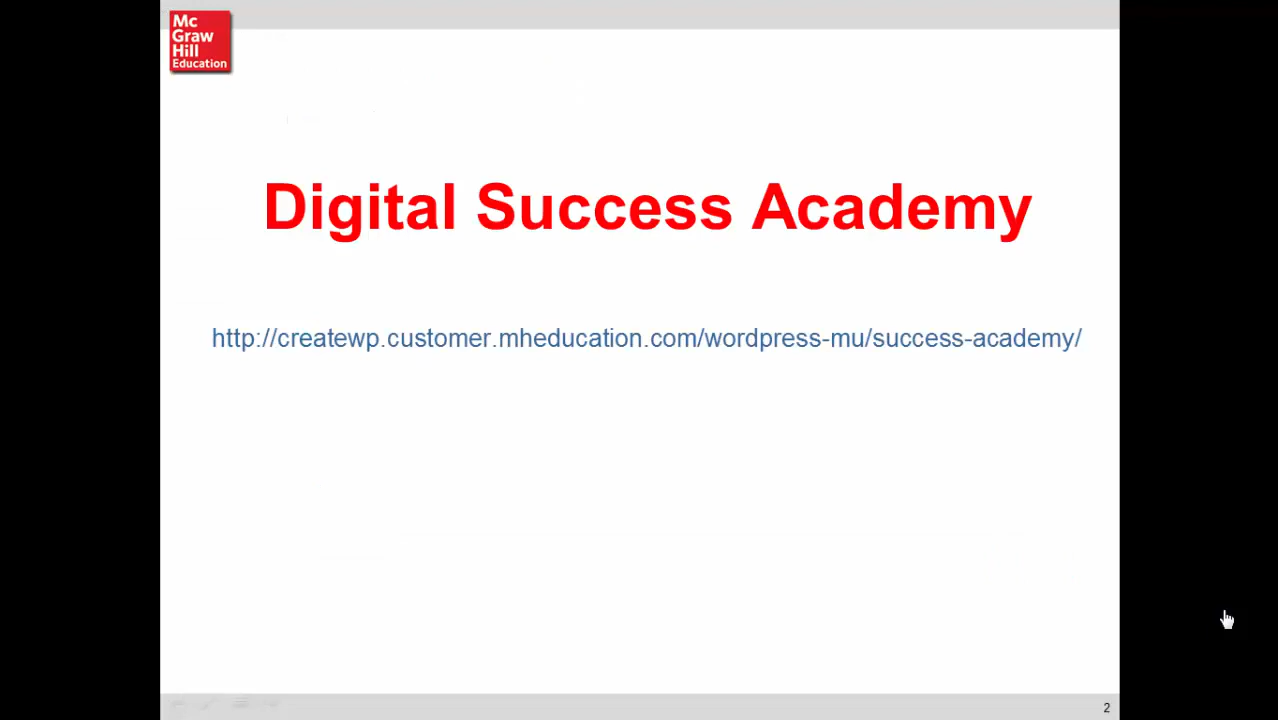 Mc
Graw
Hill
Education
Digital Success Academy
http://createwp.customer.mheducation.com/wordpress-mu/success-academy/
2